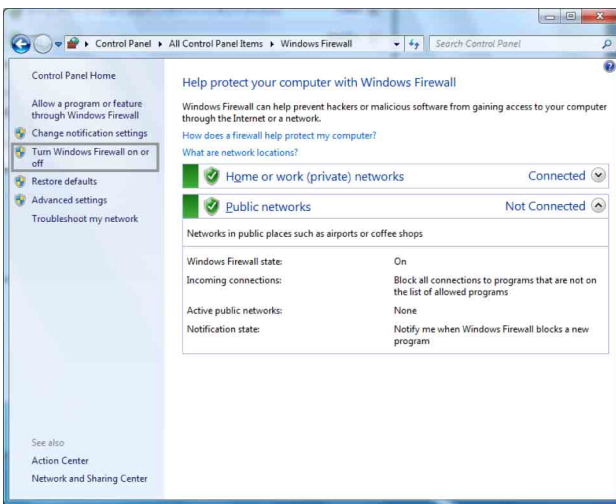 Control Panel ▸ All Control Panel Items ▸ Windows Firewall
Search Control Panel
Control Panel Home
Allow a program or feature
through Windows Firewall
Change notification settings
Turn Windows Firewall on or
off
Restore defaults
Advanced settings
Troubleshoot my network
See also
Action Center
Network and Sharing Center
Help protect your computer with Windows Firewall
Windows Firewall can help prevent hackers or malicious software from gaining access to your computer
through the Internet or a network.
How does a firewall help protect my computer?
What are network locations?
Home or work (private) networks Connected
Public networks Not Connected
Networks in public places such as airports or coffee shops
Windows Firewall state: On
Incoming connections: Block all connections to programs that are not on
the list of allowed programs
Active public networks: None
Notification state: Notify me when Windows Firewall blocks a new
program